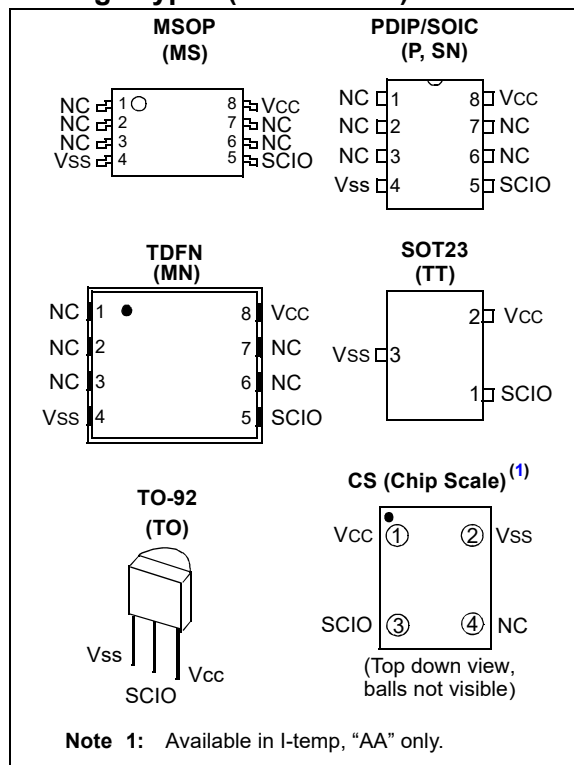 MSOP
(MS)
NC 1 8 VCC
NC 2 7 NC
NC 3 6 NC
VSS 4 5 SCIO
PDIP/SOIC
(P, SN)
NC 1 8 VCC
NC 2 7 NC
NC 3 6 NC
VSS 4 5 SCIO
TDFN
(MN)
NC 1 8 VCC
NC 2 7 NC
NC 3 6 NC
VSS 4 5 SCIO
SOT23
(TT)
2 VCC
VSS 3
1 SCIO
TO-92
(TO)
Vss
Vcc
SCIO
CS (Chip Scale)(1)
VCC 1 2 VSS
SCIO 3 4 NC
(Top down view,
balls not visible)
Note 1: Available in I-temp, “AA” only.